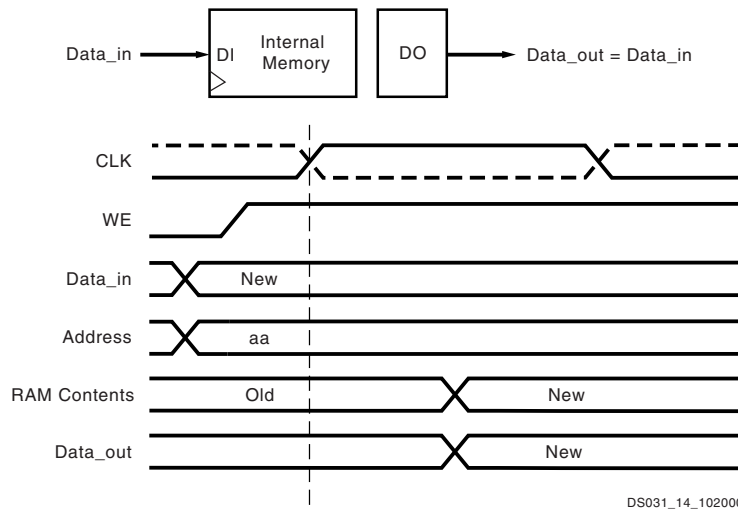 Data_in
DI
Internal
Memory
DO
Data_out = Data_in
CLK
WE
Data_in
New
Address
aa
RAM Contents
Old
New
Data_out
New
DS031_14_102000